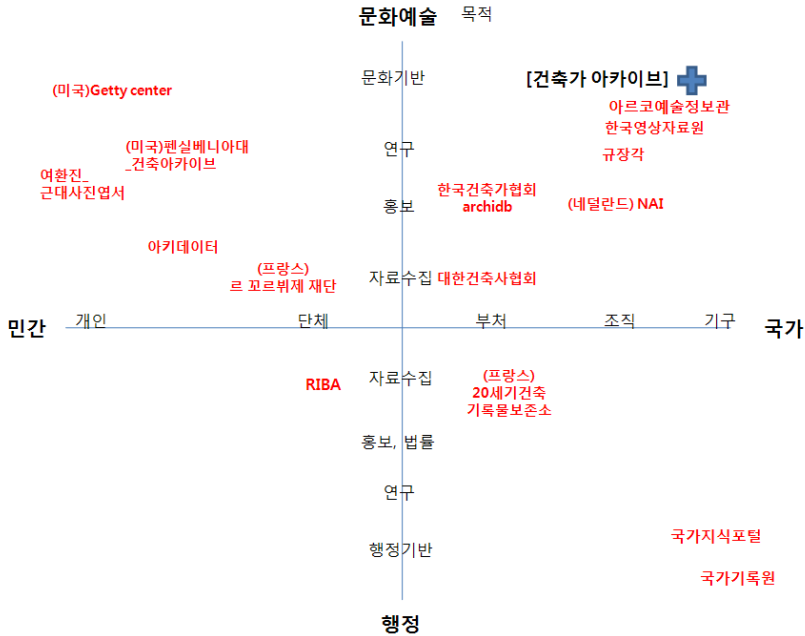 문화예술 목적
문화기반
[건축가 아카이브]
(미국)Getty center
아르코예술정보관
한국영상자료원
(미국)펜실베니아대
_건축아카이브
연구
규장각
여환진_
근대사진엽서
한국건축가협회
archidb
홍보
(네덜란드) NAI
아키데이터
(프랑스)
르 꼬르뷔제 재단
자료수집
대한건축사협회
민간
개인
단체
부처
조직
기구
국가
RIBA
자료수집
(프랑스)
20세기건축
기록물보존소
홍보, 법률
연구
국가지식포털
행정기반
국가기록원
행정